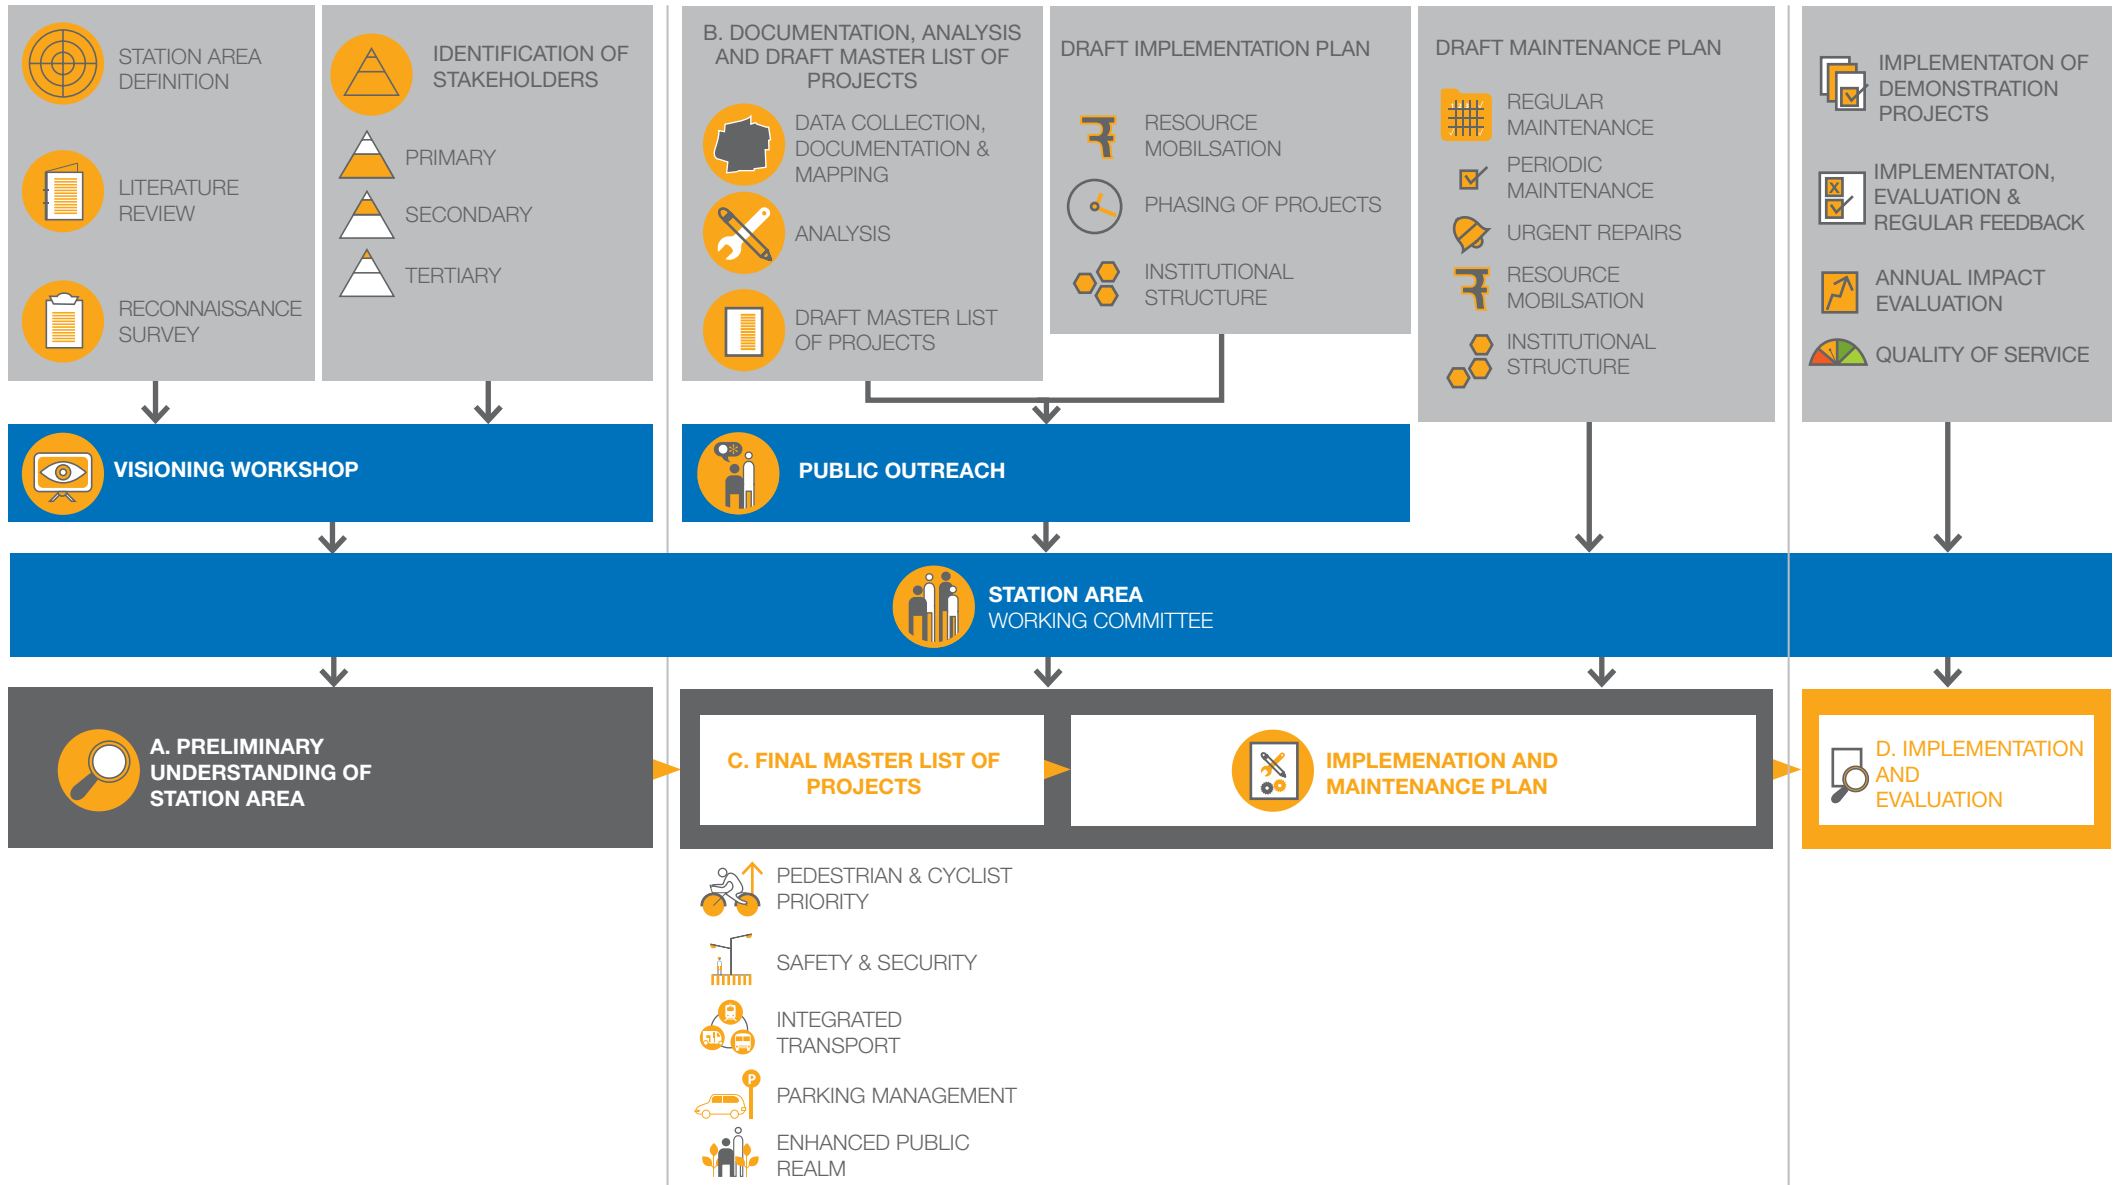 STATION AREA
DEFINITION
LITERATURE
REVIEW
RECONNAISSANCE
SURVEY
IDENTIFICATION OF
STAKEHOLDERS
PRIMARY
SECONDARY
TERTIARY
B. DOCUMENTATION, ANALYSIS
AND DRAFT MASTER LIST OF
PROJECTS
DATA COLLECTION,
DOCUMENTATION &
MAPPING
ANALYSIS
DRAFT MASTER LIST
OF PROJECTS
DRAFT IMPLEMENTATION PLAN
RESOURCE
MOBILSATION
PHASING OF PROJECTS
INSTITUTIONAL
STRUCTURE
DRAFT MAINTENANCE PLAN
REGULAR
MAINTENANCE
PERIODIC
MAINTENANCE
URGENT REPAIRS
RESOURCE
MOBILSATION
INSTITUTIONAL
STRUCTURE
IMPLEMENTATON OF
DEMONSTRATION
PROJECTS
X
IMPLEMENTATON,
EVALUATION &
REGULAR FEEDBACK
ANNUAL IMPACT
EVALUATION
QUALITY OF SERVICE
VISIONING WORKSHOP
PUBLIC OUTREACH
STATION AREA
WORKING COMMITTEE
A. PRELIMINARY
UNDERSTANDING OF
STATION AREA
C. FINAL MASTER LIST OF
PROJECTS
IMPLEMENATION AND
MAINTENANCE PLAN
D. IMPLEMENTATION
AND
EVALUATION
PEDESTRIAN & CYCLIST
PRIORITY
SAFETY & SECURITY
INTEGRATED
TRANSPORT
P
PARKING MANAGEMENT
ENHANCED PUBLIC
REALM